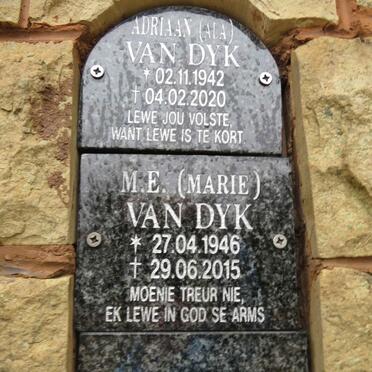 ADRIAAN (ALA)
VAN DYK
* 02.11.1942
† 04.02.2020
LEWE JOU VOLSTE,
WANT LEWE IS TE KORT
M.E. (MARIE)
VAN DYK
* 27.04.1946
† 29.06.2015
MOENIE TREUR NIE,
EK LEWE IN GOD SE ARMS